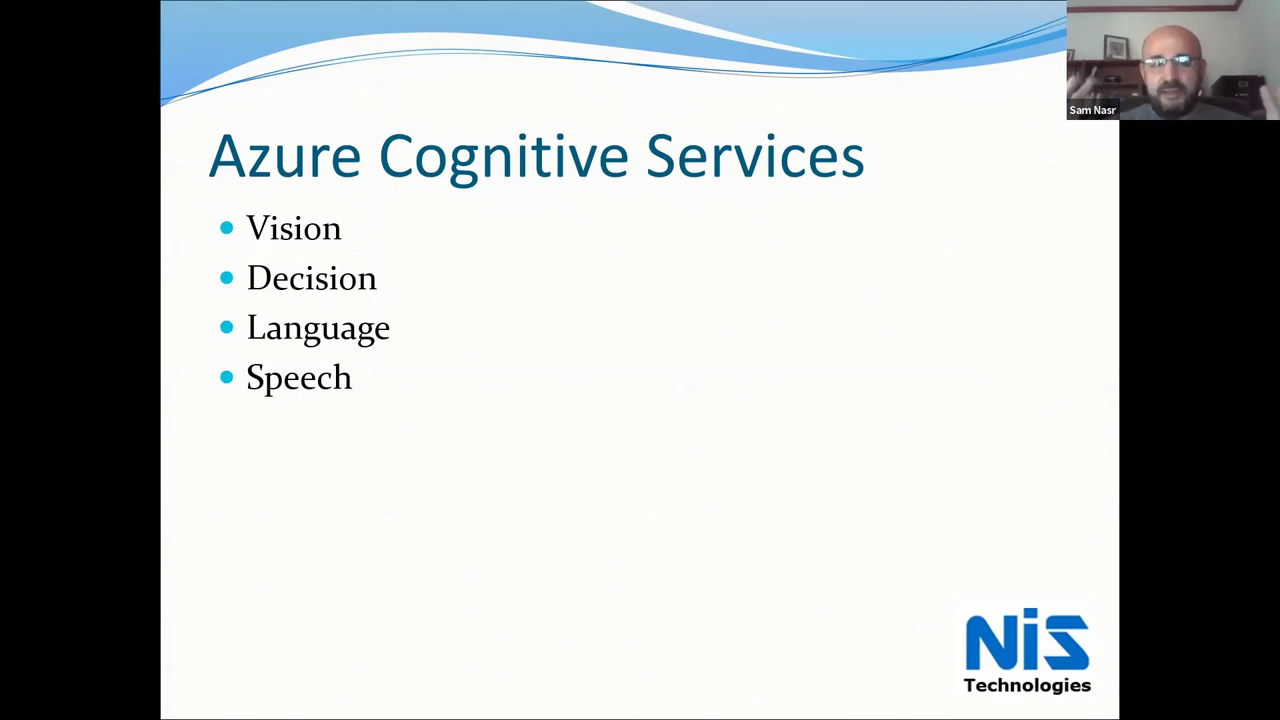 Sam Nasr
Azure Cognitive Services
Vision
Decision
Language
Speech
NiS
Technologies